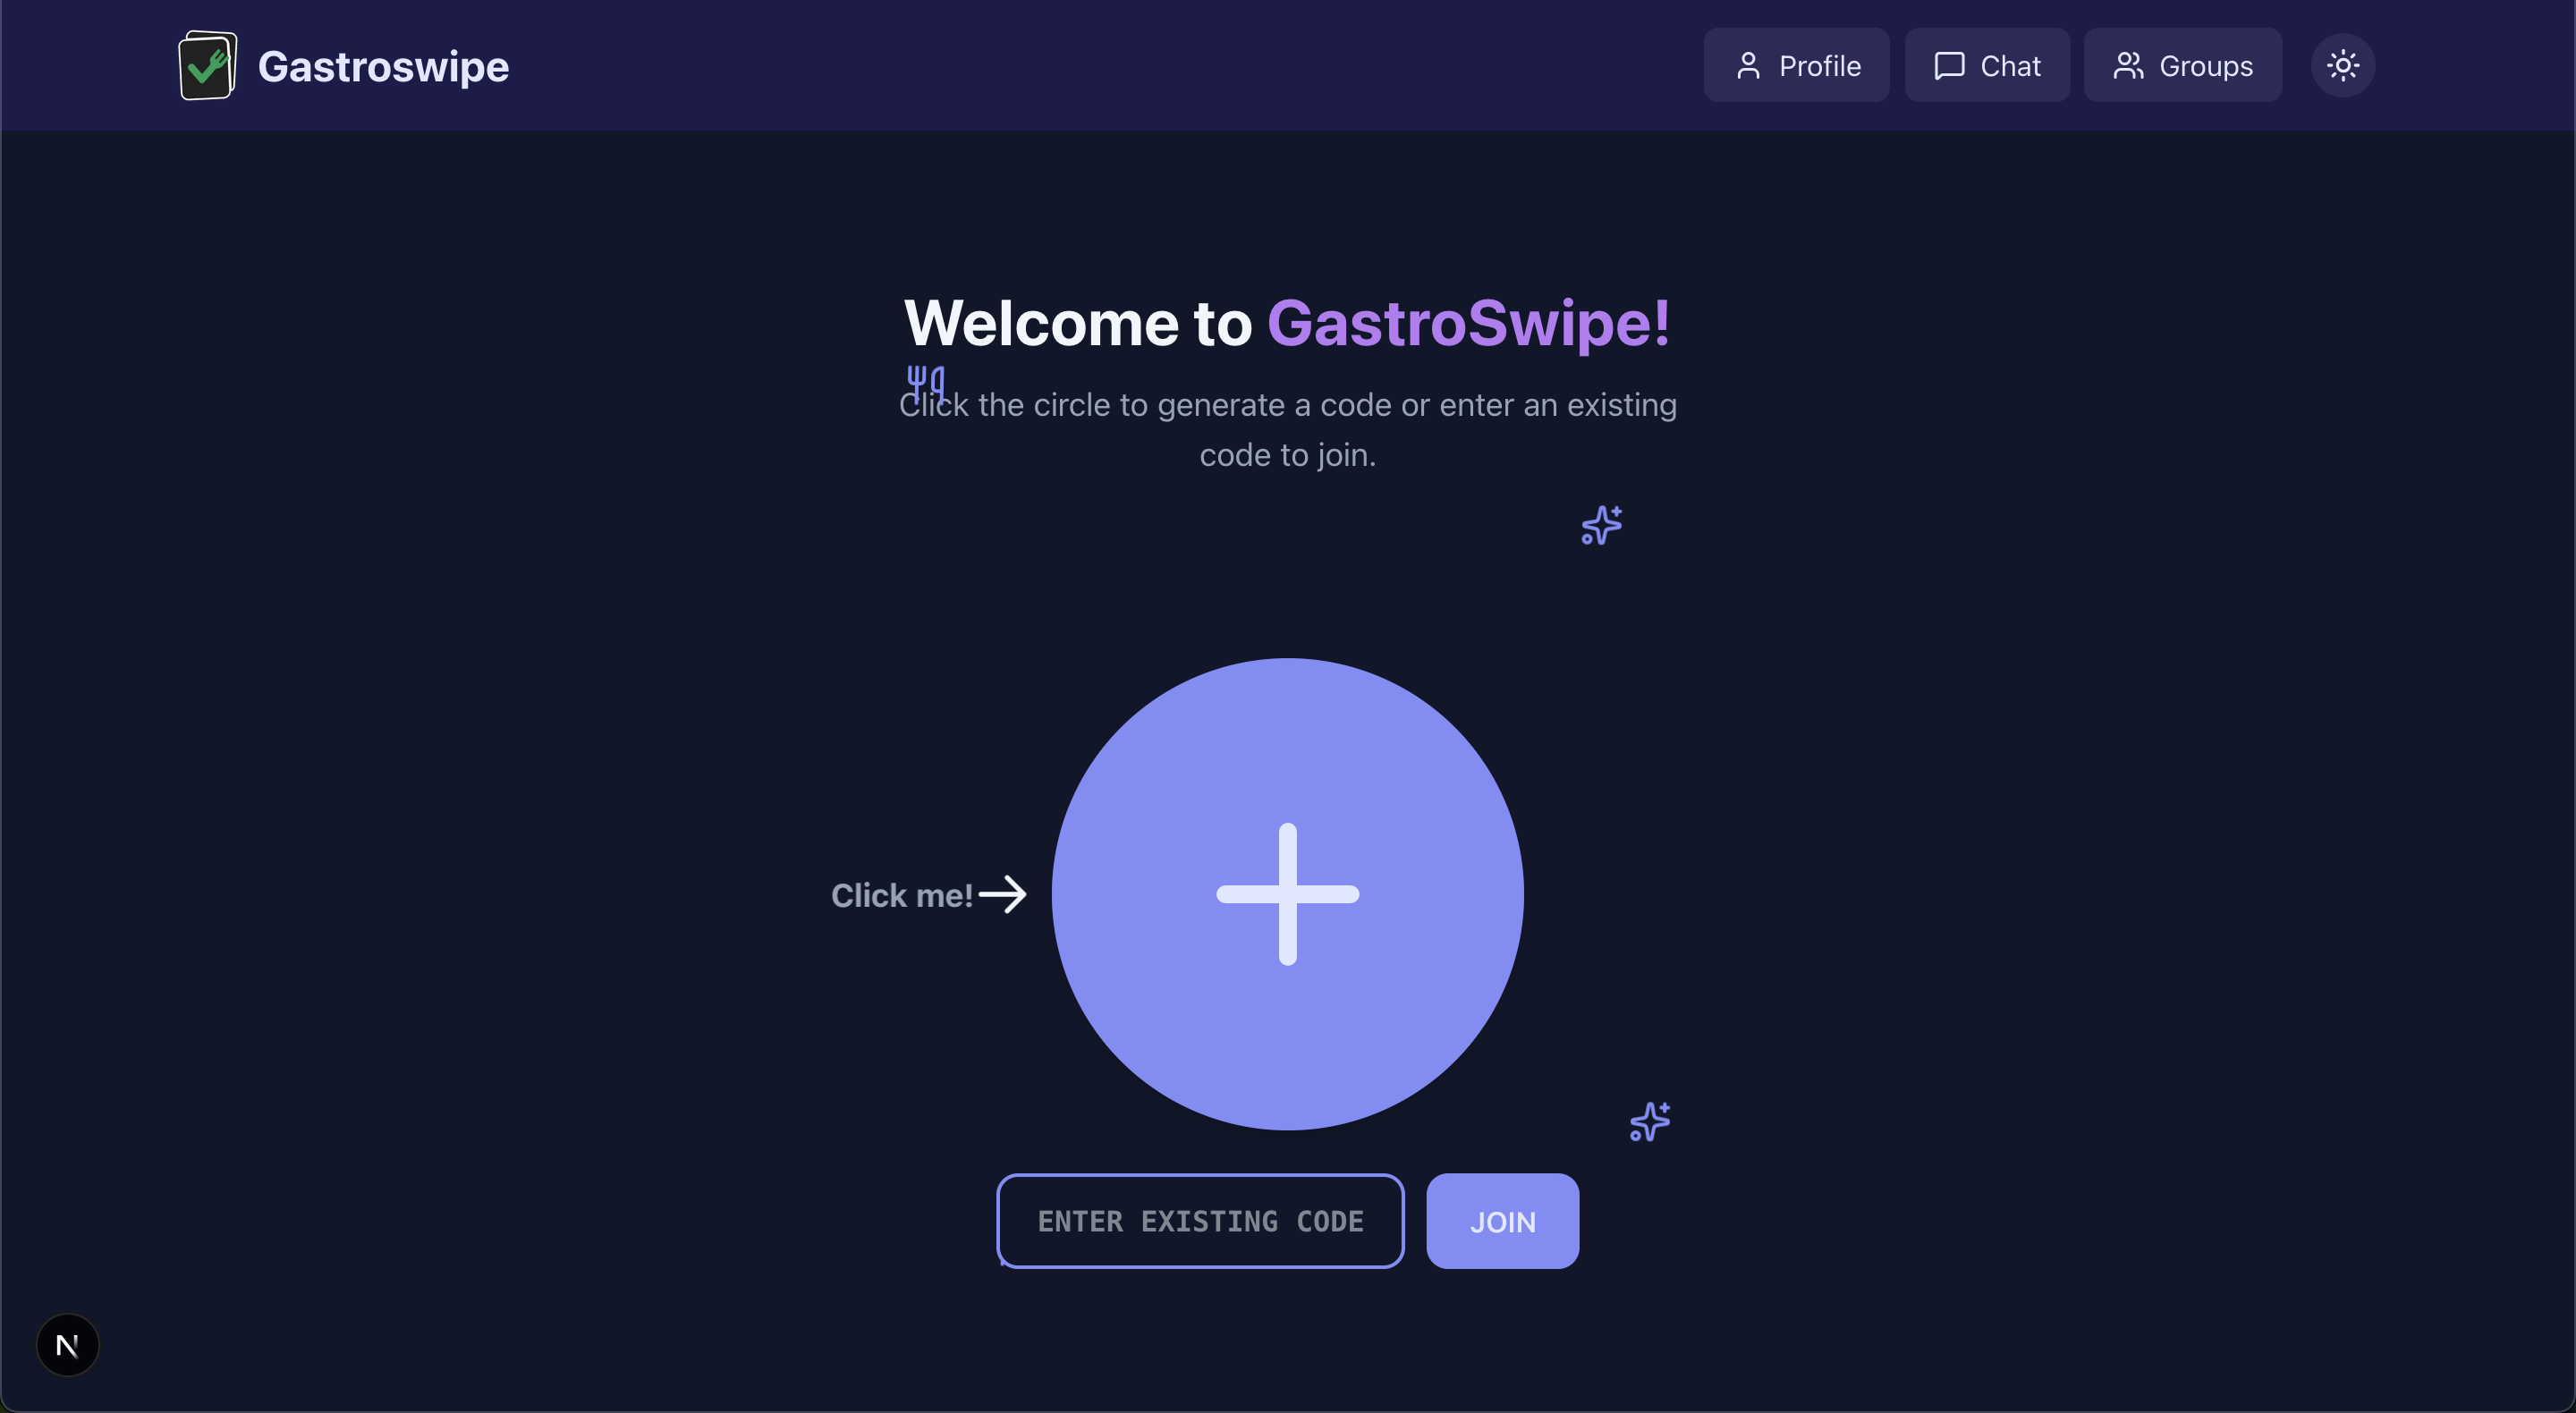 Gastroswipe
Profile
Chat
Groups
Welcome to GastroSwipe!
Click the circle to generate a code or enter an existing
code to join.
Click me!
ENTER EXISTING CODE
JOIN
N